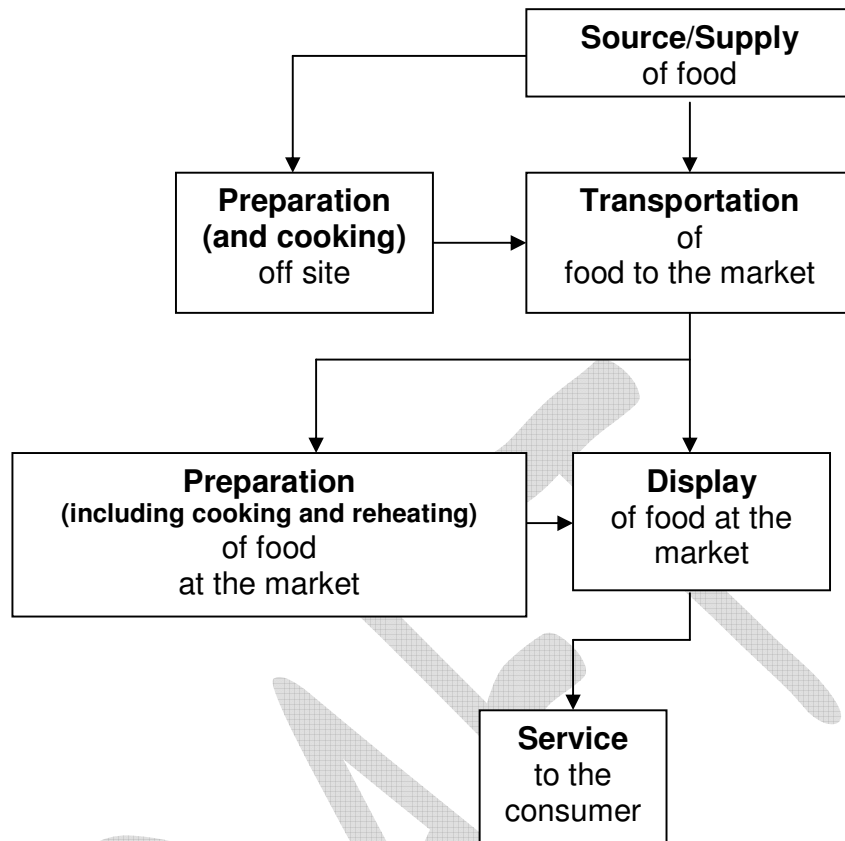 Source/Supply
of food
Preparation
(and cooking)
off site
Transportation
of
food to the market
Preparation
(including cooking and reheating)
of food
at the market
Display
of food at the
market
Service
to the
consumer